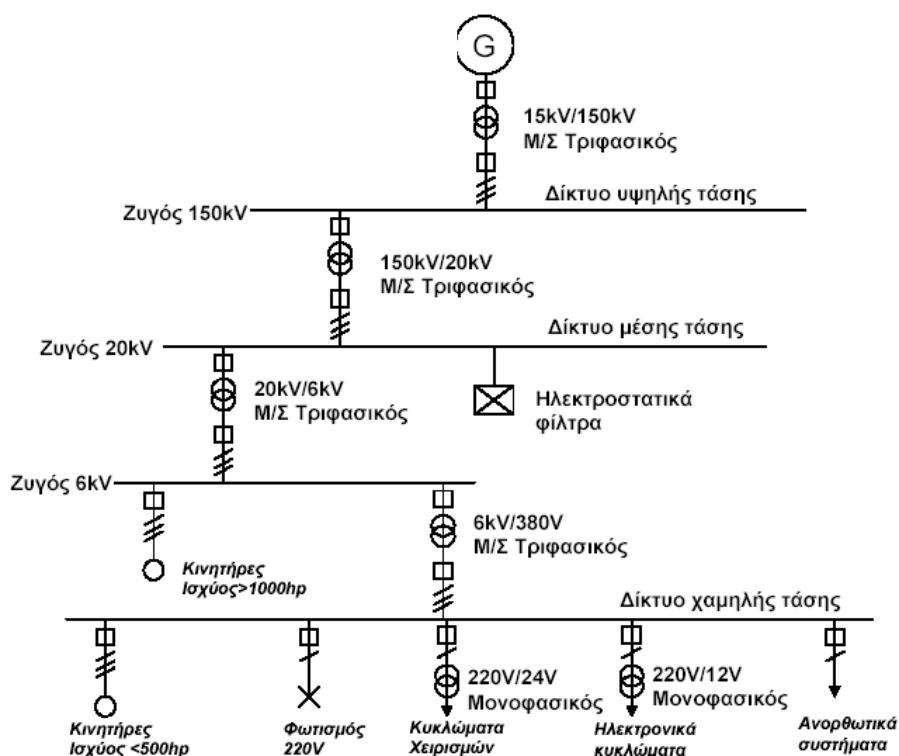 G
15kV/150kV
Μ/Σ Τριφασικός
Δίκτυο υψηλής τάσης
Ζυγός 150kV
150kV/20kV
Μ/Σ Τριφασικός
Δίκτυο μέσης τάσης
Ζυγός 20kV
20kV/6kV
Μ/Σ Τριφασικός
Ηλεκτροστατικά
φίλτρα
Ζυγός 6kV
6kV/380V
Μ/Σ Τριφασικός
Κινητήρες
Ισχύος>1000hp
Δίκτυο χαμηλής τάσης
220V/24V
Μονοφασικός
220V/12V
Μονοφασικός
Κινητήρες
Ισχύος <500hp
Φωτισμός
220V
Κυκλώματα
Χειρισμών
Ηλεκτρονικά
κυκλώματα
Ανορθωτικά
συστήματα